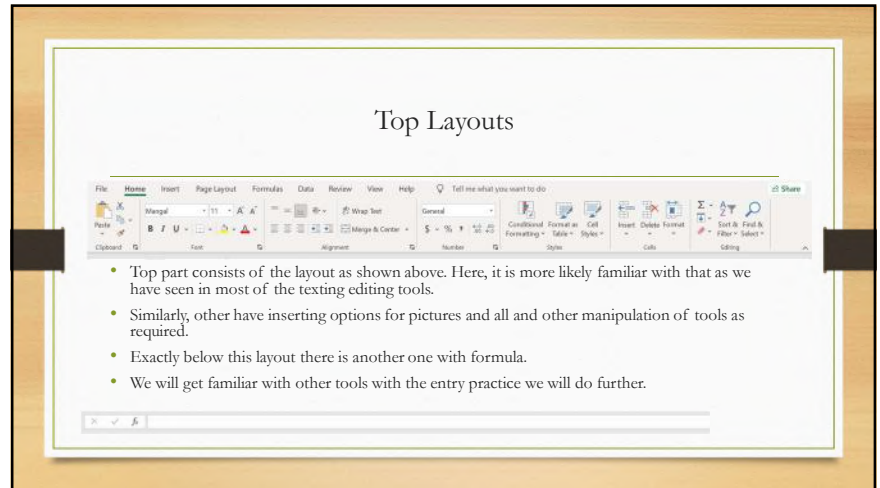 Top Layouts
File Home Insert Page Layout Formulas Data Review View Help Tell me what you want to do Share
Mangal 11 A A Wrap Text General Conditional Format as Cell Insert Delete Format Σ Sort & Find &
Paste B I U A Merge & Center $ % , Formatting Table Styles Filter Select
Clipboard Font Alignment Number Styles Cells Editing
• Top part consists of the layout as shown above. Here, it is more likely familiar with that as we
have seen in most of the texting editing tools.
• Similarly, other have inserting options for pictures and all and other manipulation of tools as
required.
• Exactly below this layout there is another one with formula.
• We will get familiar with other tools with the entry practice we will do further.
fx